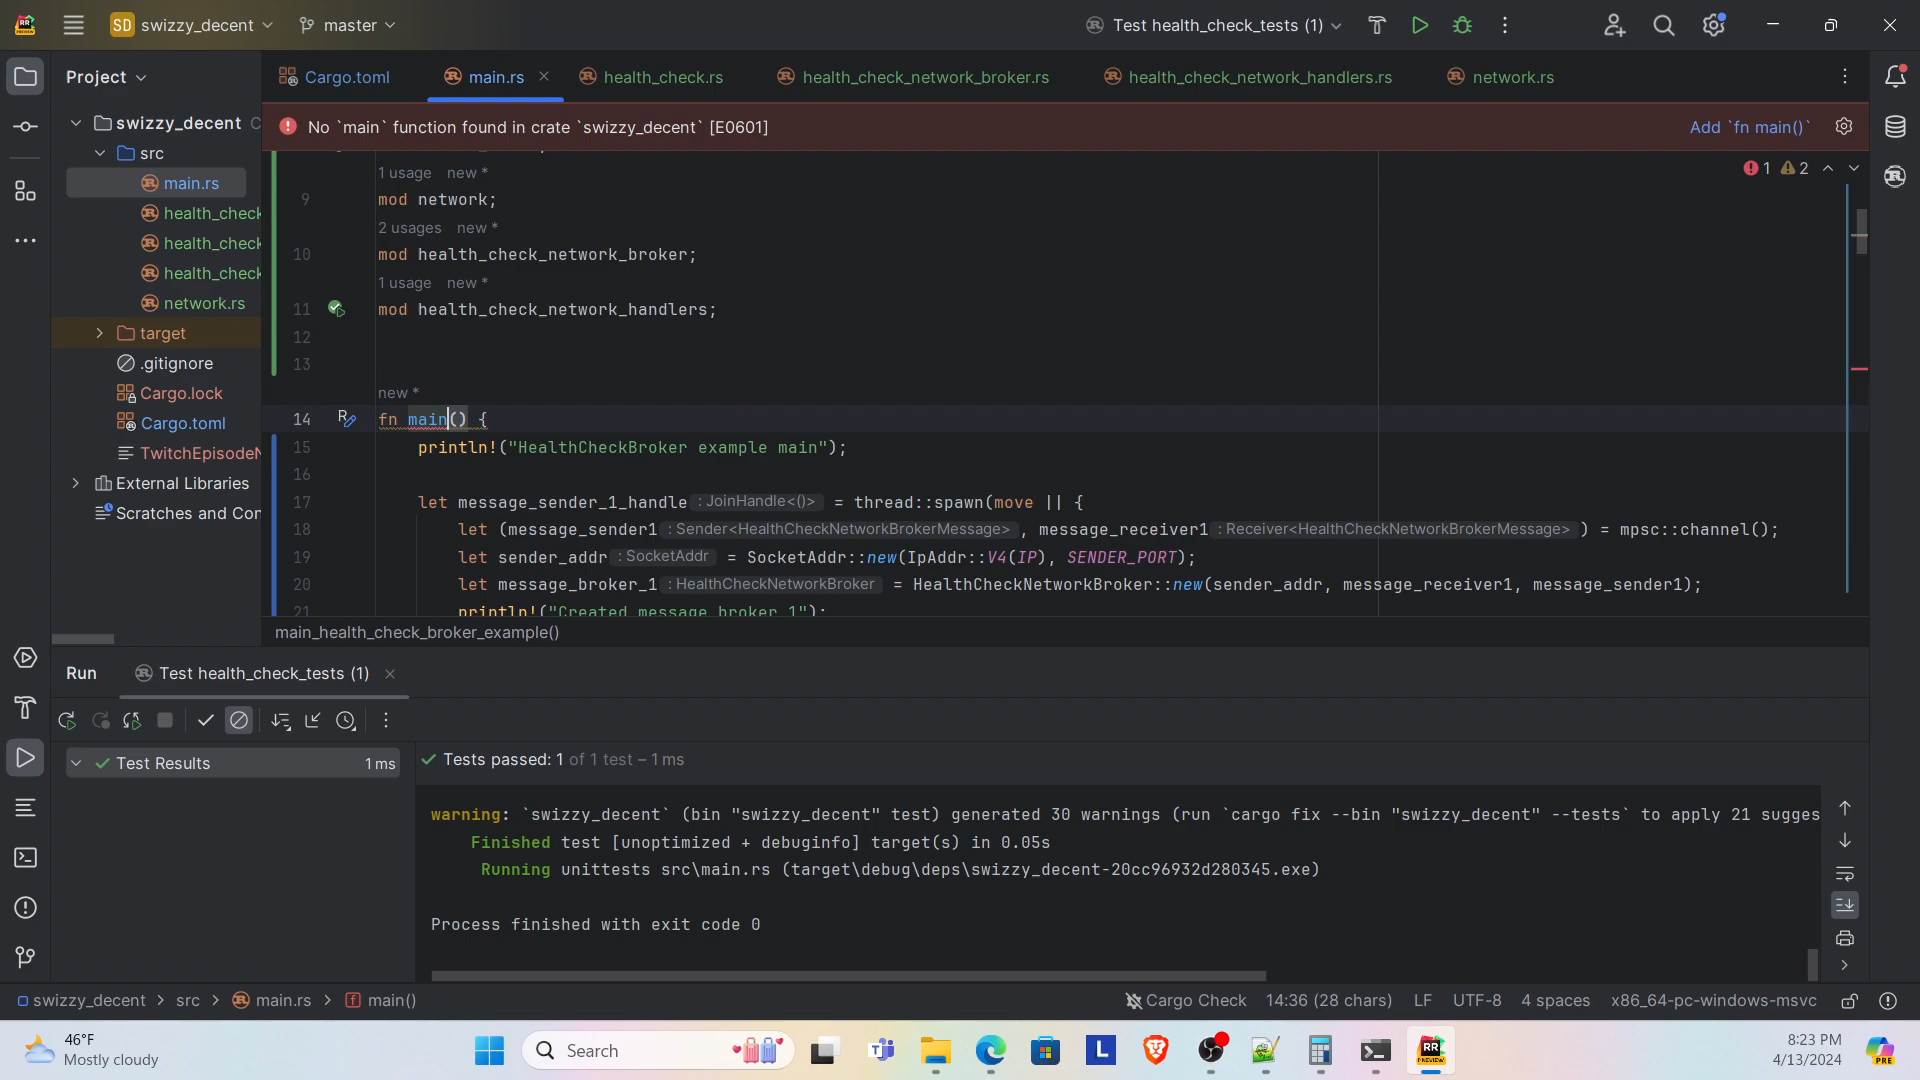 SD swizzy_decent master Test health_check_tests (1)
Project
Cargo.toml main.rs health_check.rs health_check_network_broker.rs health_check_network_handlers.rs network.rs
No `main` function found in crate `swizzy_decent` [E0601] Add `fn main()`
swizzy_decent
src
main.rs
health_check
health_check
health_check
network.rs
target
.gitignore
Cargo.lock
Cargo.toml
TwitchEpisodeN
External Libraries
Scratches and Con
1 2
1 usage new *
9 mod network;
2 usages new *
10 mod health_check_network_broker;
1 usage new *
11 mod health_check_network_handlers;
12
13
new *
14 fn main() {
15 println!("HealthCheckBroker example main");
16
17 let message_sender_1_handle : JoinHandle<()> = thread::spawn(move || {
18 let (message_sender1 : Sender<HealthCheckNetworkBrokerMessage> , message_receiver1 : Receiver<HealthCheckNetworkBrokerMessage> ) = mpsc::channel();
19 let sender_addr : SocketAddr = SocketAddr::new(IpAddr::V4(IP), SENDER_PORT);
20 let message_broker_1 : HealthCheckNetworkBroker = HealthCheckNetworkBroker::new(sender_addr, message_receiver1, message_sender1);
21 println!("Created message broker 1");
main_health_check_broker_example()
Run Test health_check_tests (1)
Test Results 1 ms
Tests passed: 1 of 1 test – 1 ms
warning: `swizzy_decent` (bin "swizzy_decent" test) generated 30 warnings (run `cargo fix --bin "swizzy_decent" --tests` to apply 21 sugges
Finished test [unoptimized + debuginfo] target(s) in 0.05s
Running unittests src\main.rs (target\debug\deps\swizzy_decent-20cc96932d280345.exe)
Process finished with exit code 0
swizzy_decent > src > main.rs > main() Cargo Check 14:36 (28 chars) LF UTF-8 4 spaces x86_64-pc-windows-msvc
46°F
Mostly cloudy
Search
8:23 PM
4/13/2024